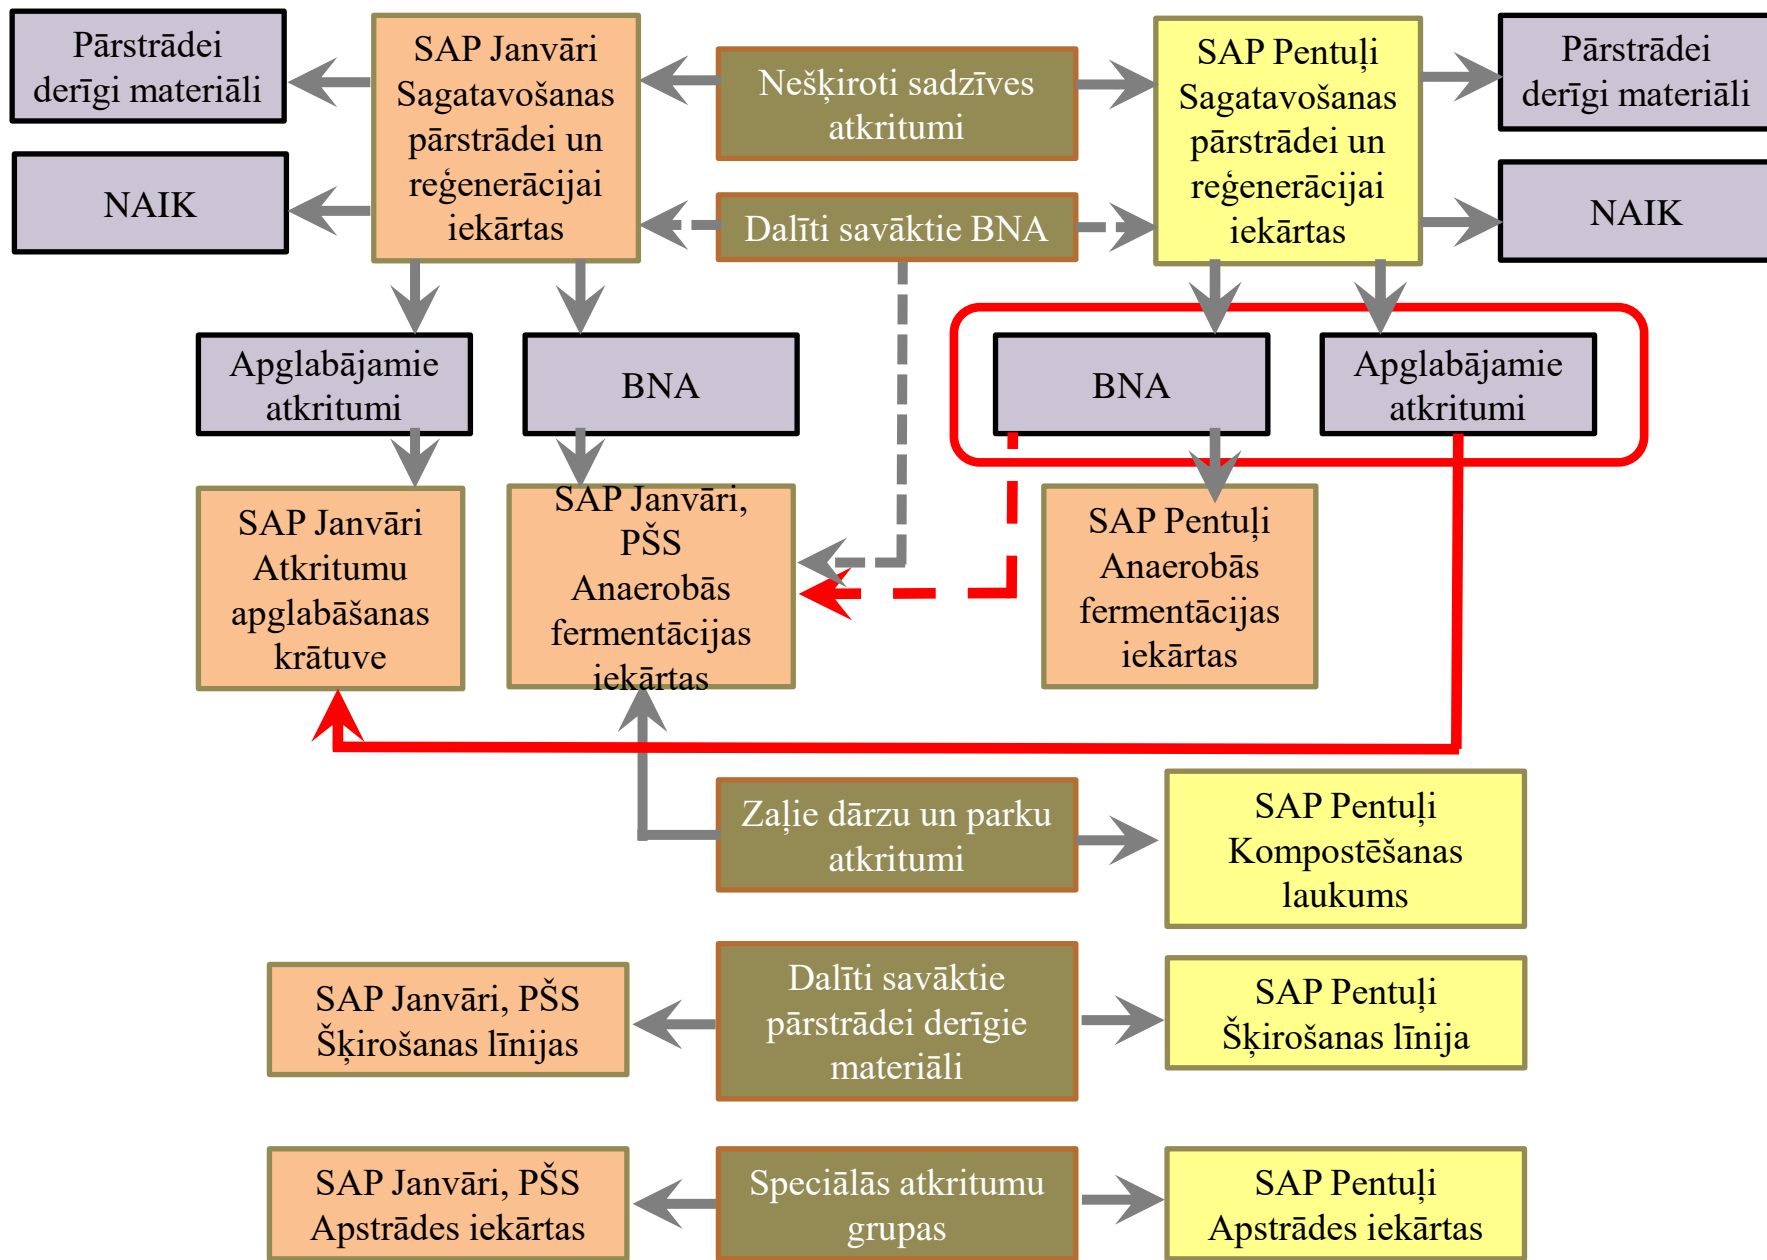 Pārstrādei
derīgi materiāli
SAP Janvāri
Sagatavošanas
pārstrādei un
reģenerācijai
iekārtas
Nešķiroti sadzīves
atkritumi
SAP Pentuļi
Sagatavošanas
pārstrādei un
reģenerācijai
iekārtas
Pārstrādei
derīgi materiāli
NAIK
Dalīti savāktie BNA
NAIK
Apglabājamie
atkritumi
BNA
BNA
Apglabājamie
atkritumi
SAP Janvāri
Atkritumu
apglabāšanas
krātuve
SAP Janvāri,
PŠS
Anaerobās
fermentācijas
iekārtas
SAP Pentuļi
Anaerobās
fermentācijas
iekārtas
Zaļie dārzu un parku
atkritumi
SAP Pentuļi
Kompostēšanas
laukums
SAP Janvāri, PŠS
Šķirošanas līnijas
Dalīti savāktie
pārstrādei derīgie
materiāli
SAP Pentuļi
Šķirošanas līnija
SAP Janvāri, PŠS
Apstrādes iekārtas
Speciālās atkritumu
grupas
SAP Pentuļi
Apstrādes iekārtas